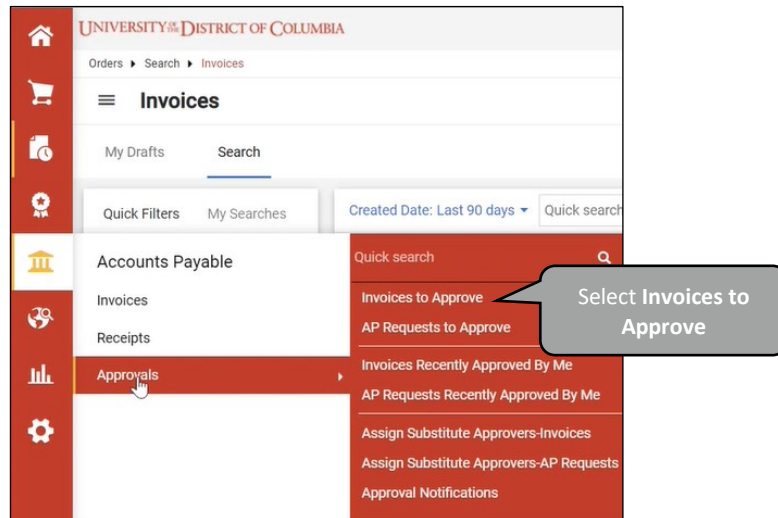 UNIVERSITY OF THE DISTRICT OF COLUMBIA
Orders Search Invoices
Invoices
My Drafts Search
Quick Filters My Searches
Created Date: Last 90 days Quick search
Accounts Payable
Invoices
Receipts
Approvals
Quick search
Invoices to Approve
AP Requests to Approve
Invoices Recently Approved By Me
AP Requests Recently Approved By Me
Assign Substitute Approvers-Invoices
Assign Substitute Approvers-AP Requests
Approval Notifications
Select Invoices to
Approve